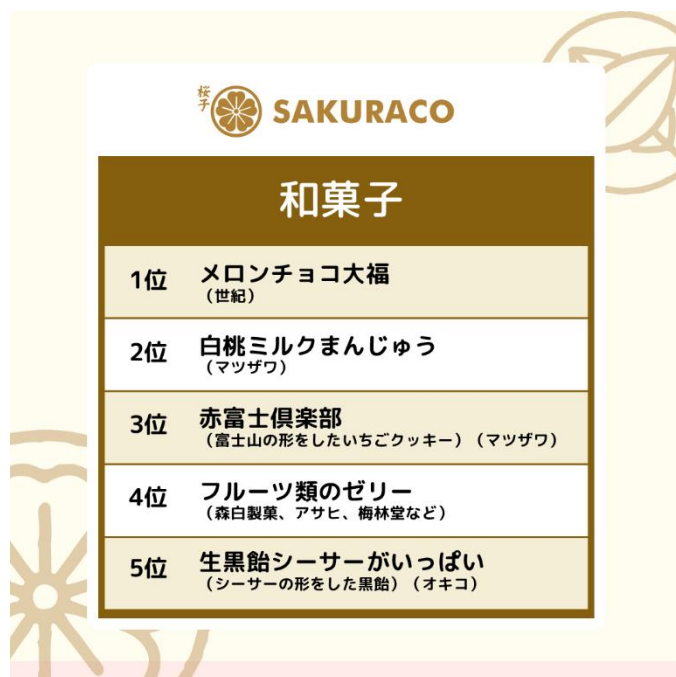 桜子
SAKURACO
和菓子
1位 メロンチョコ大福
（世紀）
2位 白桃ミルクまんじゅう
（マツザワ）
3位 赤富士倶楽部
（富士山の形をしたいちごクッキー）（マツザワ）
4位 フルーツ類のゼリー
（森白製菓、アサヒ、梅林堂など）
5位 生黒飴シーサーがいっぱい
（シーサーの形をした黒飴）（オキコ）